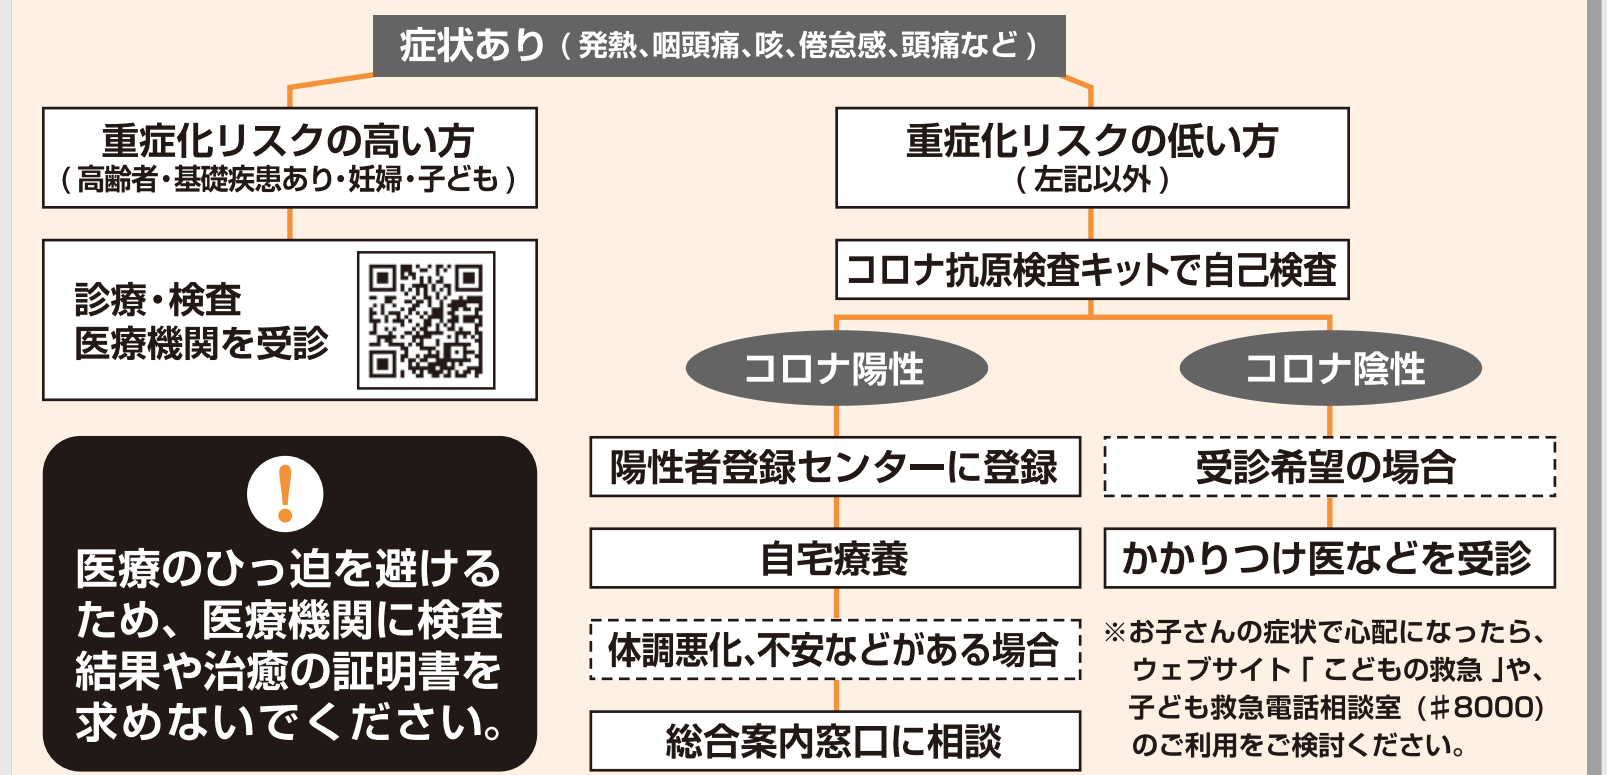 症状あり（発熱、咽頭痛、咳、倦怠感、頭痛など）
重症化リスクの高い方
（高齢者・基礎疾患あり・妊婦・子ども）
診療・検査
医療機関を受診
重症化リスクの低い方
（左記以外）
コロナ抗原検査キットで自己検査
コロナ陽性
陽性者登録センターに登録
自宅療養
体調悪化、不安などがある場合
総合案内窓口に相談
コロナ陰性
受診希望の場合
かかりつけ医などを受診
※お子さんの症状で心配になったら、
ウェブサイト「こどもの救急」や、
子ども救急電話相談室（♯8000）
のご利用をご検討ください。
！
医療のひっ迫を避ける
ため、医療機関に検査
結果や治癒の証明書を
求めないでください。